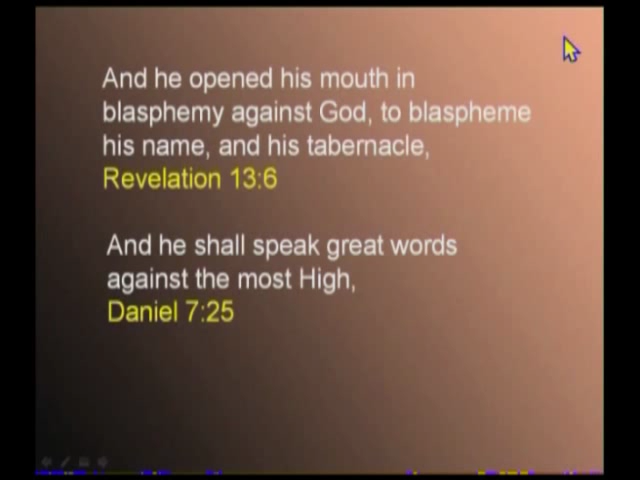 And he opened his mouth in
blasphemy against God, to blaspheme
his name, and his tabernacle,
Revelation 13:6
And he shall speak great words
against the most High,
Daniel 7:25